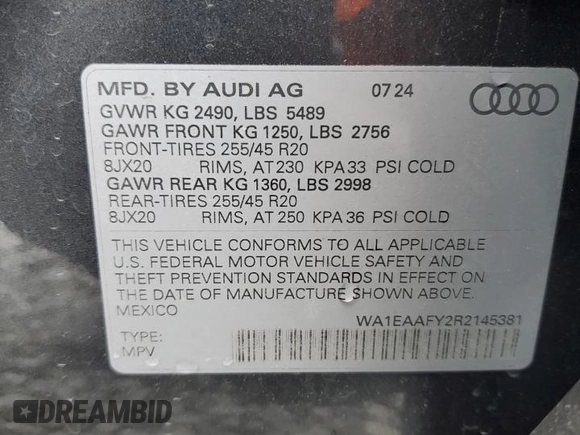 MFD. BY AUDI AG 07 24
GVWR KG 2490, LBS 5489
GAWR FRONT KG 1250, LBS 2756
FRONT-TIRES 255/45 R20
8JX20 RIMS, AT 230 KPA 33 PSI COLD
GAWR REAR KG 1360, LBS 2998
REAR-TIRES 255/45 R20
8JX20 RIMS, AT 250 KPA 36 PSI COLD
THIS VEHICLE CONFORMS TO ALL APPLICABLE
U.S. FEDERAL MOTOR VEHICLE SAFETY AND
THEFT PREVENTION STANDARDS IN EFFECT ON
THE DATE OF MANUFACTURE SHOWN ABOVE.
MEXICO
WA1EAAFY2R2145381
TYPE:
MPV
DREAMBID